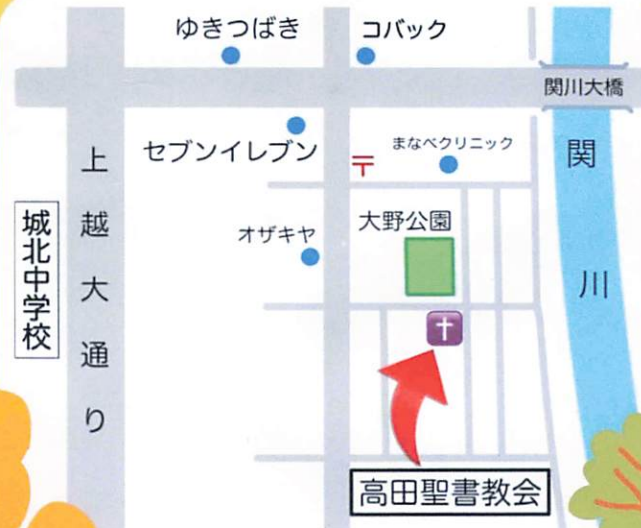 ゆきつばき
コバック
関川大橋
セブンイレブン
〒
まなべクリニック
関川
上越大通り
城北中学校
オザキヤ
大野公園
高田聖書教会